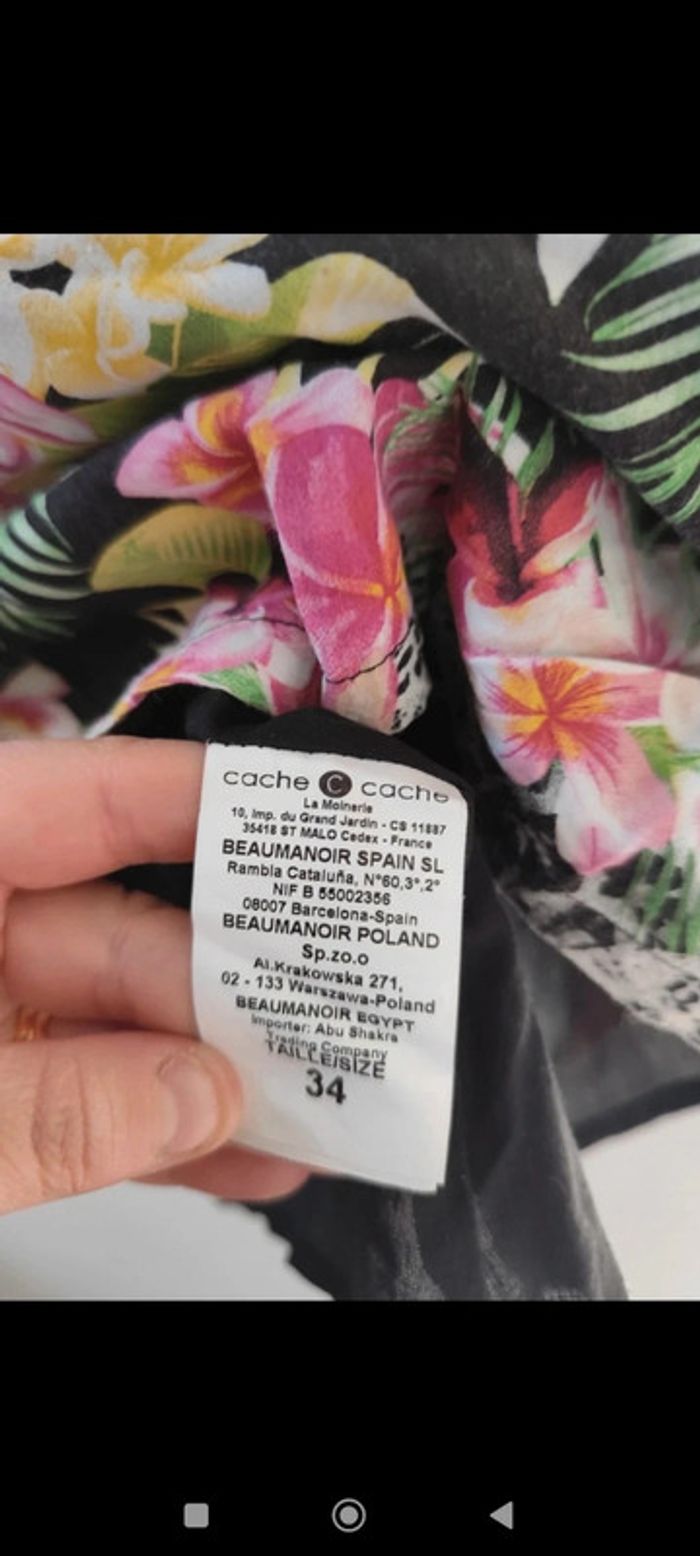 cache C cache
La Moinerie
10, Imp. du Grand Jardin - CS 11887
35418 ST MALO Cedex - France
BEAUMANOIR SPAIN SL
Rambla Cataluña, N°60,3°,2°
NIF B 55002356
08007 Barcelona-Spain
BEAUMANOIR POLAND
Sp.zo.o
Al.Krakowska 271,
02 - 133 Warszawa-Poland
BEAUMANOIR EGYPT
Importer: Abu Shakra
Trading Company
TAILLE/SIZE
34